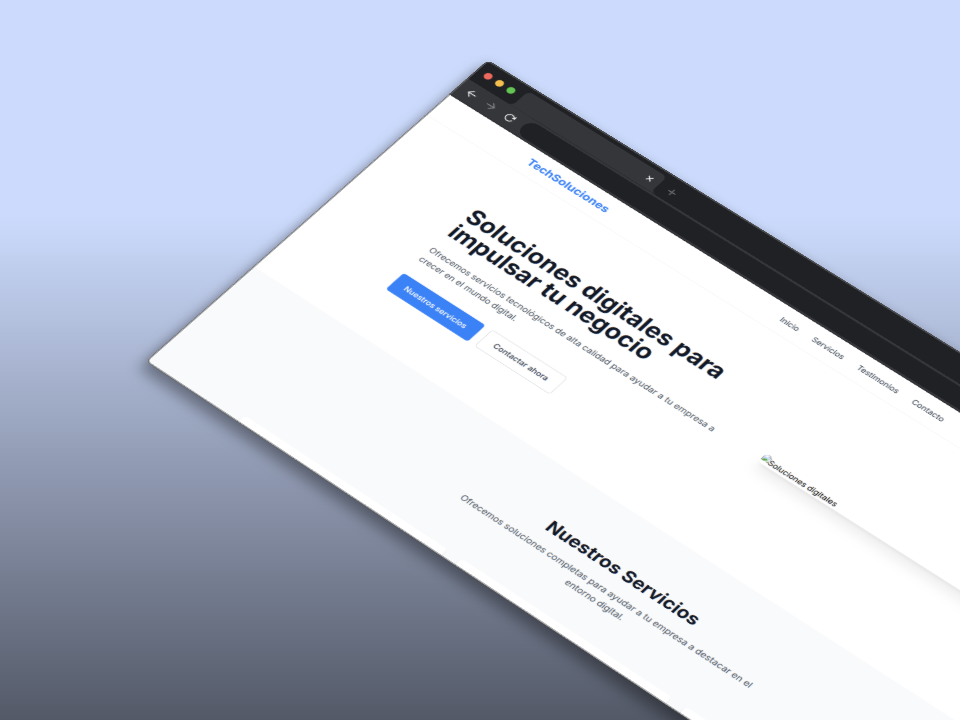 TechSoluciones
Inicio
Servicios
Testimonios
Contacto
Soluciones digitales para
impulsar tu negocio
Ofrecemos servicios tecnológicos de alta calidad para ayudar a tu empresa a
crecer en el mundo digital.
Nuestros servicios
Contactar ahora
Soluciones digitales
Nuestros Servicios
Ofrecemos soluciones completas para ayudar a tu empresa a destacar en el
entorno digital.